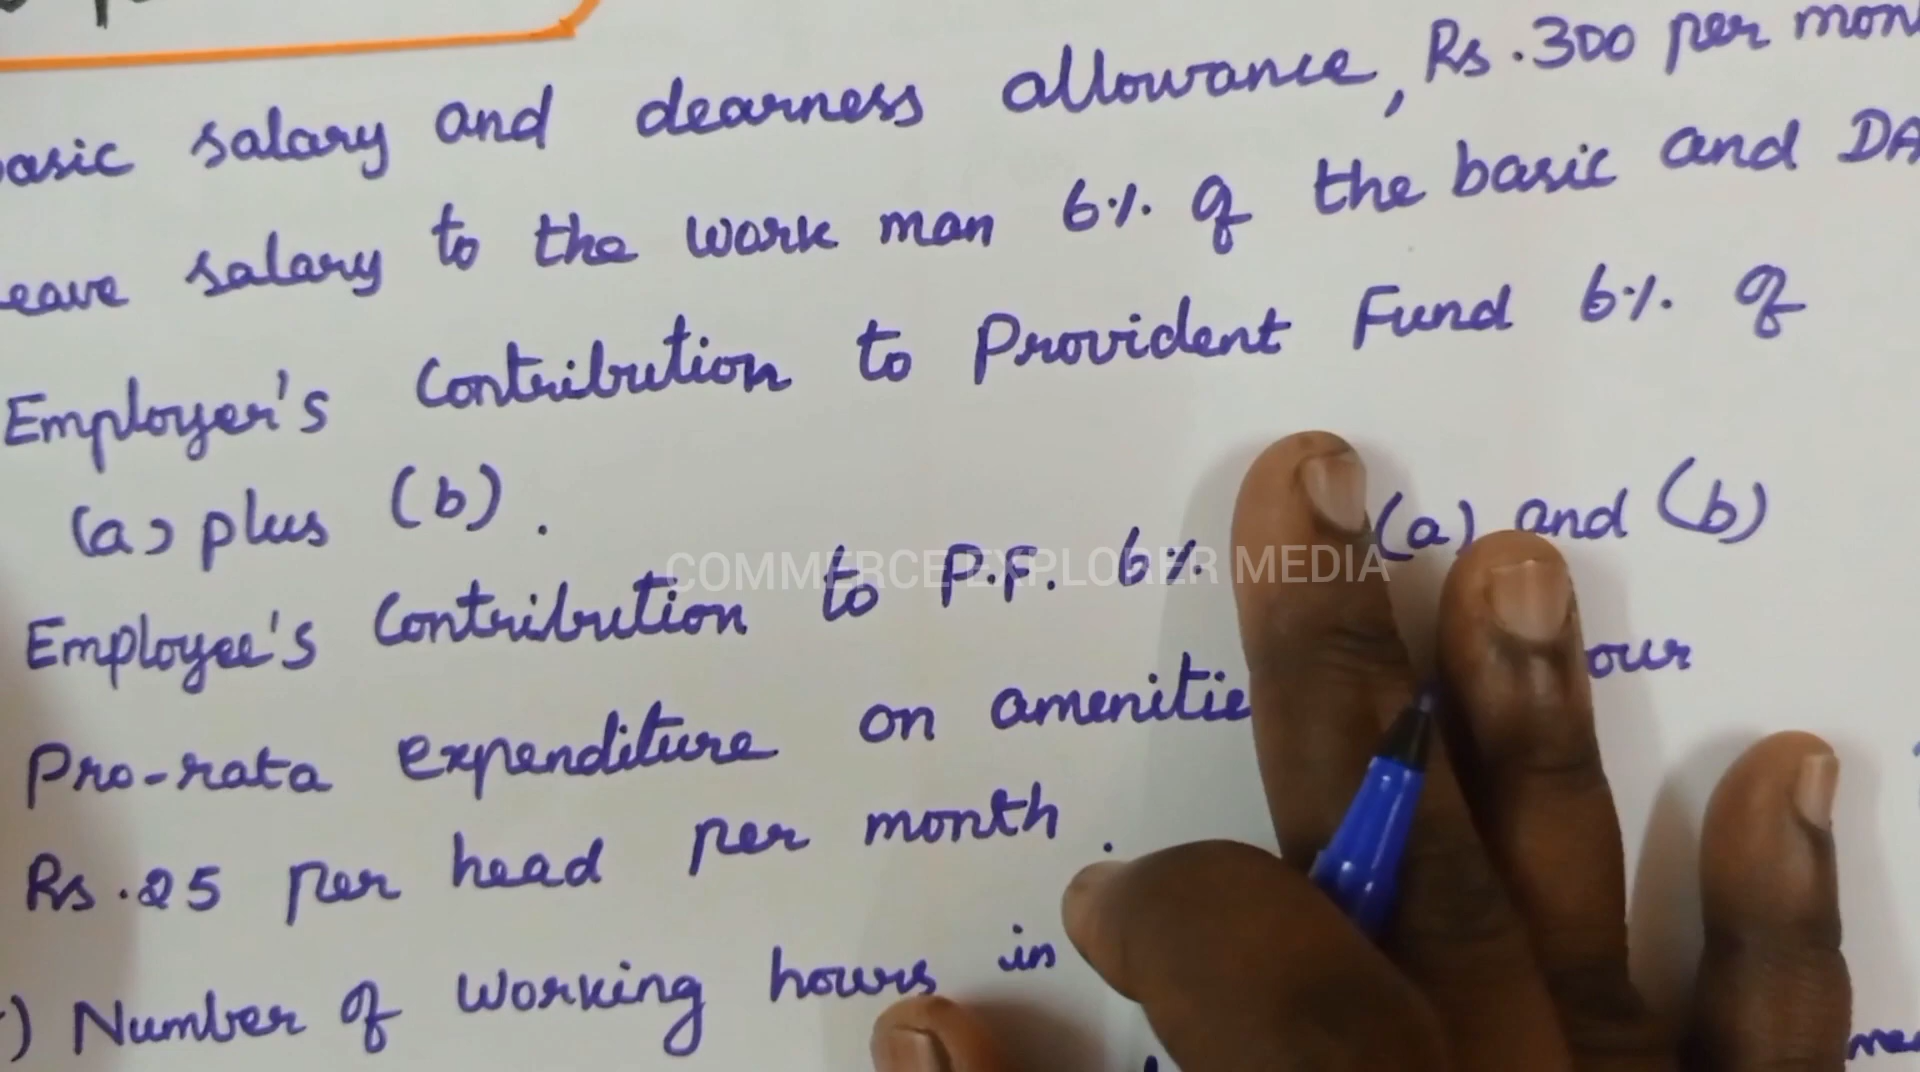 basic salary and dearness allowance, Rs.300 per mon
eave salary to the work man 6% of the basic and DA
Employer's Contribution to Provident Fund 6% of
(a) plus (b).
Employee's Contribution to P.F. 6% (a) and (b)
COMMERCE EXPLORER MEDIA
Pro-rata expenditure on amenitie our
Rs.25 per head per month.
) Number of working hours in